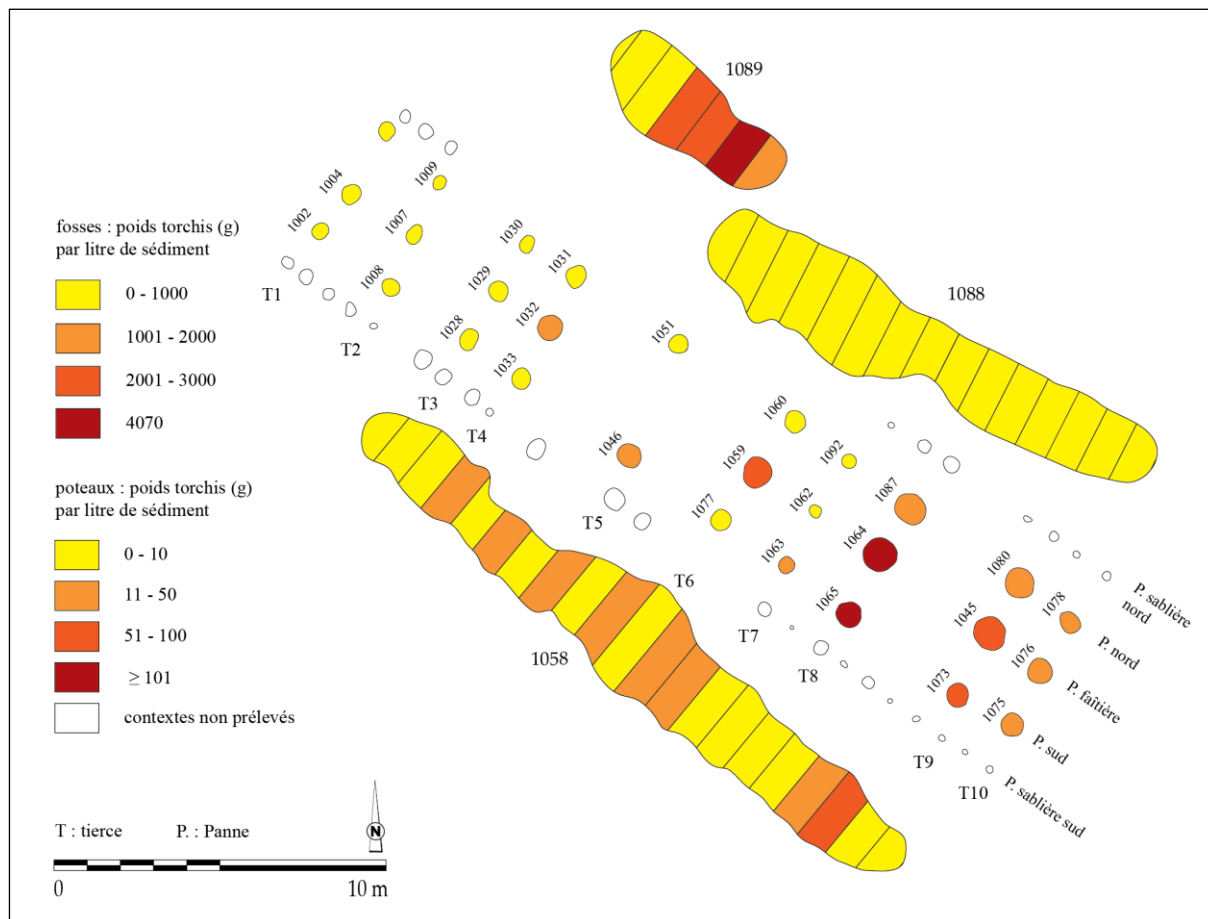 1089
1004
1009
1002
1007
fosses : poids torchis (g)
par litre de sédiment
1030
1031
1008
1029
0 - 1000
T1
1032
1088
1001 - 2000
T2
1028
1051
2001 - 3000
1033
T3
4070
T4
1060
1046
1059
1092
poteaux : poids torchis (g)
par litre de sédiment
1087
T5
1077
1062
0 - 10
1063
1064
11 - 50
T6
1080
P. sablière
nord
51 - 100
T7
1065
1045
1078
P. nord
≥ 101
1058
T8
1076
P. faîtière
contextes non prélevés
1073
1075
P. sud
T9
T10
P. sablière sud
N
T : tierce
P. : Panne
0
10 m